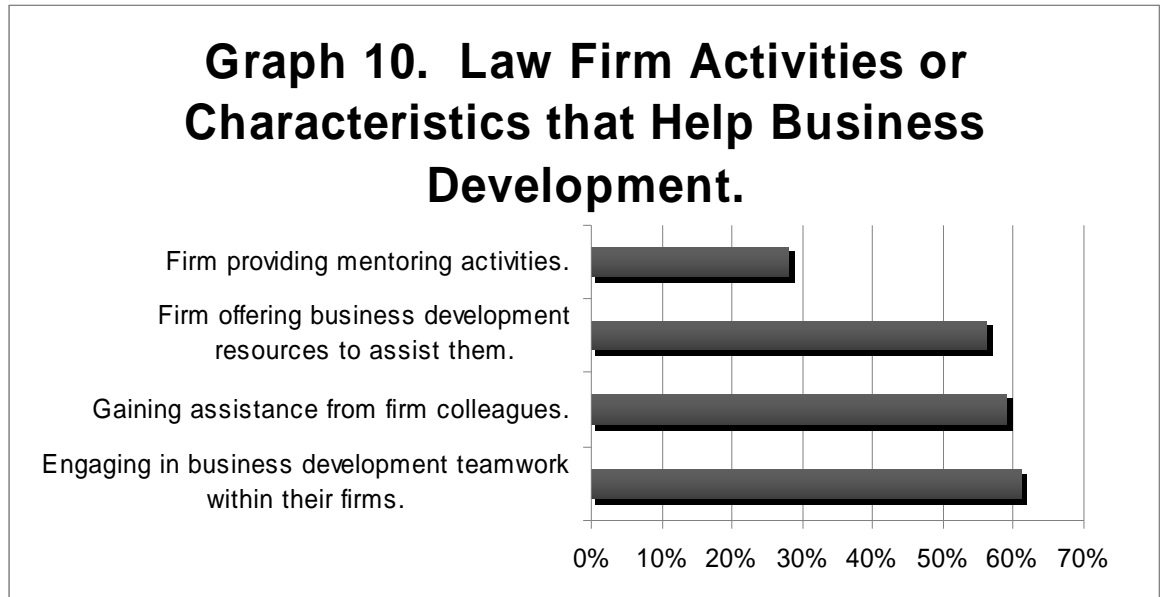 Graph 10.  Law Firm Activities or
Characteristics that Help Business
Development.
Firm providing mentoring activities.
Firm offering business development
resources to assist them.
Gaining assistance from firm colleagues.
Engaging in business development teamwork
within their firms.
0% 10% 20% 30% 40% 50% 60% 70%